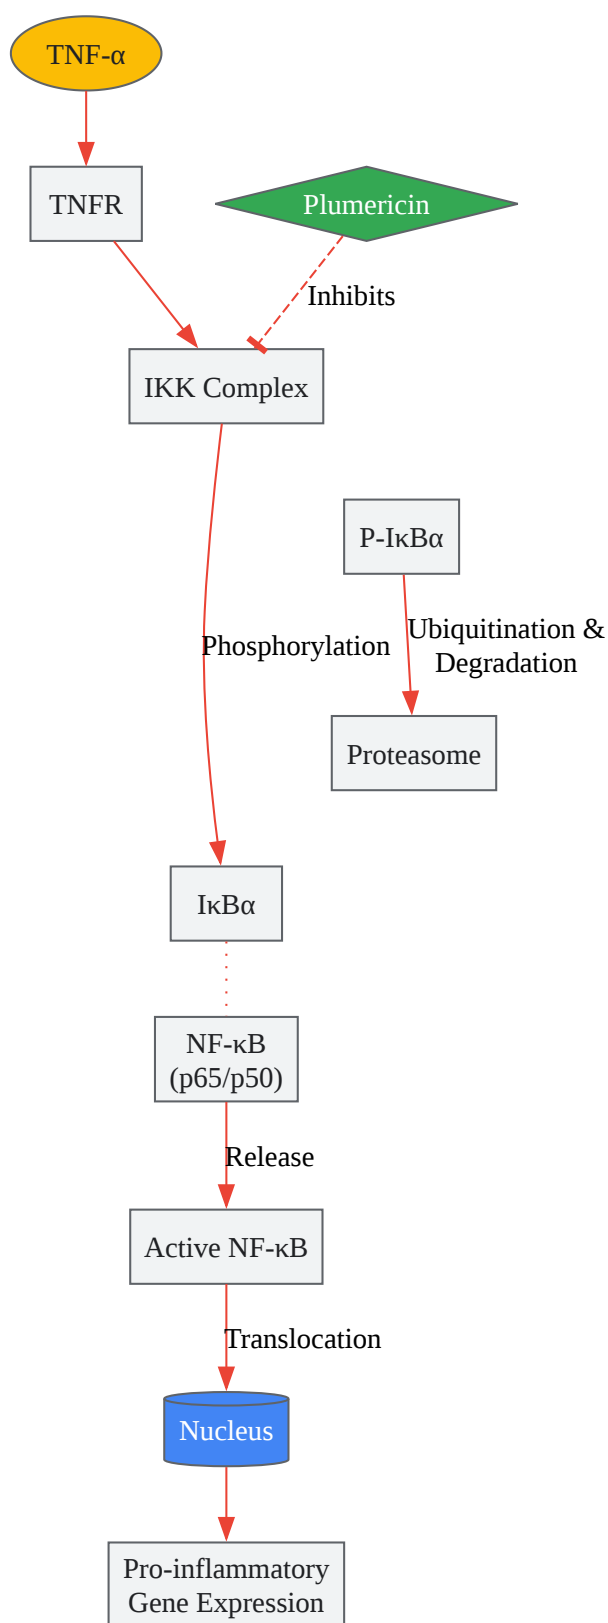 TNF-α
TNFR
Plumericin
Inhibits
IKK Complex
P-IκBα
Ubiquitination &
Degradation
Phosphorylation
Proteasome
IκBα
NF-κB
(p65/p50)
Release
Active NF-κB
Translocation
Nucleus
Pro-inflammatory
Gene Expression